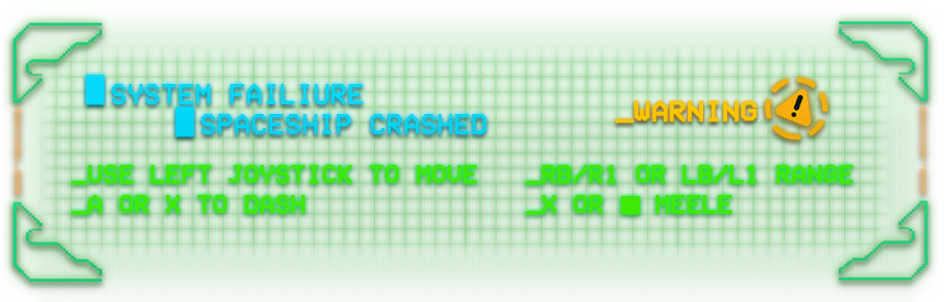 SYSTEM FAILIURE
SPACESHIP CRASHED
_WARNING
_USE LEFT JOYSTICK TO MOVE
_A OR X TO DASH
_RB/R1 OR LB/L1 RANGE
_X OR ■ MEELE